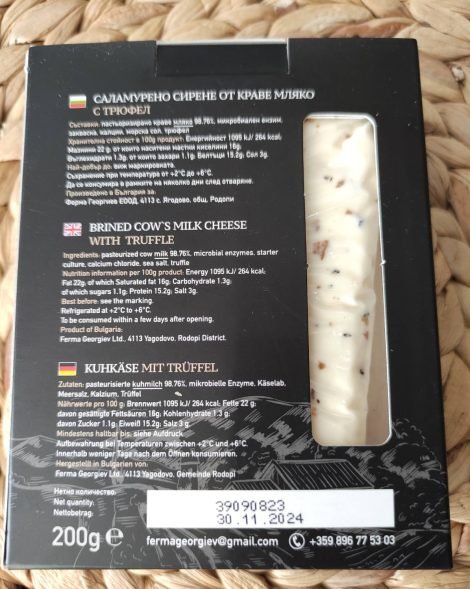 САЛАМУРЕНО СИРЕНЕ ОТ КРАВЕ МЛЯКО
С ТРЮФЕЛ
Съставки: пастьоризирано краве мляко 98.76%, микробиален ензим,
закваска, калций, морска сол, трюфел
Хранителна стойност в 100g продукт: Енергийност 1095 kJ/ 264 kcal;
Мазнини 22 g, от които наситени мастни киселини 16g;
Въглехидрати 1.3g, от които захари 1.1g; Белтъци 15.2g; Сол 3g.
Най-добър до: виж маркировката.
Съхранение при температура от +2°C до +6°C.
Да се консумира в рамките на няколко дни след отваряне.
Произведено в България за:
Ферма Георгиев ЕООД, 4113 с. Ягодово, общ. Родопи
BRINED COW'S MILK CHEESE
WITH TRUFFLE
Ingredients: pasteurized cow milk 98.76%, microbial enzymes, starter
culture, calcium chloride, sea salt, truffle
Nutrition information per 100g product: Energy 1095 kJ/ 264 kcal;
Fat 22g, of which Saturated fat 16g; Carbohydrate 1.3g;
of which sugars 1.1g; Protein 15.2g; Salt 3g.
Best before: see the marking.
Refrigerated at +2°C to +6°C.
To be consumed within a few days after opening.
Product of Bulgaria:
Ferma Georgiev Ltd., 4113 Yagodovo, Rodopi District.
KUHKÄSE MIT TRÜFFEL
Zutaten: pasteurisierte kuhmilch 98.76%, mikrobielle Enzyme, Käselab,
Meersalz, Kalzium, Trüffel
Nährwerte pro 100 g: Brennwert 1095 kJ/ 264 kcal; Fette 22 g;
davon gesättigte Fettsäuren 16g; Kohlenhydrate 1.3 g;
davon Zucker 1.1g; Eiweiß 15.2g; Salz 3 g.
Mindestens haltbar bis: siehe Aufdruck.
Aufbewahrung bei Temperaturen zwischen +2°C und +6°C.
Innerhalb weniger Tage nach dem Öffnen konsumieren.
Hergestellt in Bulgarien von:
Ferma Georgiev Ltd., 4113 Yagodovo, Gemeinde Rodopi
Нетно количество:
Net quantity:
Nettobetrag:
200g e
39090823
30.11.2024
fermageorgiev@gmail.com +359 896 77 53 03